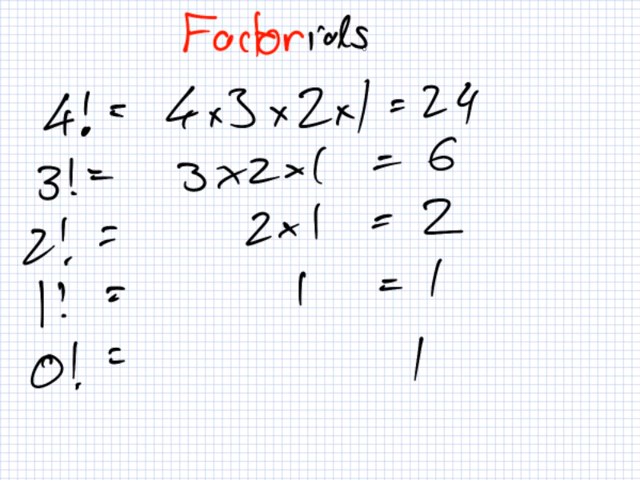 Factorials
4! = 4 × 3 × 2 × 1 = 24
3! = 3 × 2 × 1 = 6
2! = 2 × 1 = 2
1! = 1 = 1
0! = 1